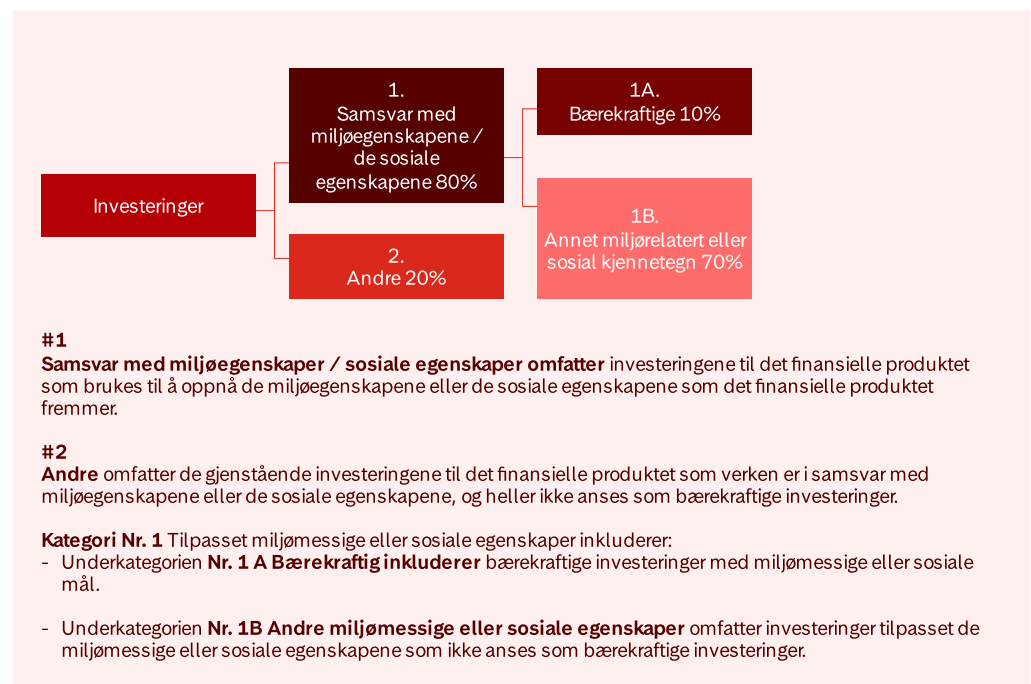 Investeringer
1.
Samsvar med
miljøegenskapene /
de sosiale
egenskapene 80%
2.
Andre 20%
1A.
Bærekraftige 10%
1B.
Annet miljørelatert eller
sosial kjennetegn 70%
#1
Samsvar med miljøegenskaper / sosiale egenskaper omfatter investeringene til det finansielle produktet
som brukes til å oppnå de miljøegenskapene eller de sosiale egenskapene som det finansielle produktet
fremmer.
#2
Andre omfatter de gjenstående investeringene til det finansielle produktet som verken er i samsvar med
miljøegenskapene eller de sosiale egenskapene, og heller ikke anses som bærekraftige investeringer.
Kategori Nr. 1 Tilpasset miljømessige eller sosiale egenskaper inkluderer:
- Underkategorien Nr. 1 A Bærekraftig inkluderer bærekraftige investeringer med miljømessige eller sosiale
mål.
- Underkategorien Nr. 1B Andre miljømessige eller sosiale egenskaper omfatter investeringer tilpasset de
miljømessige eller sosiale egenskapene som ikke anses som bærekraftige investeringer.